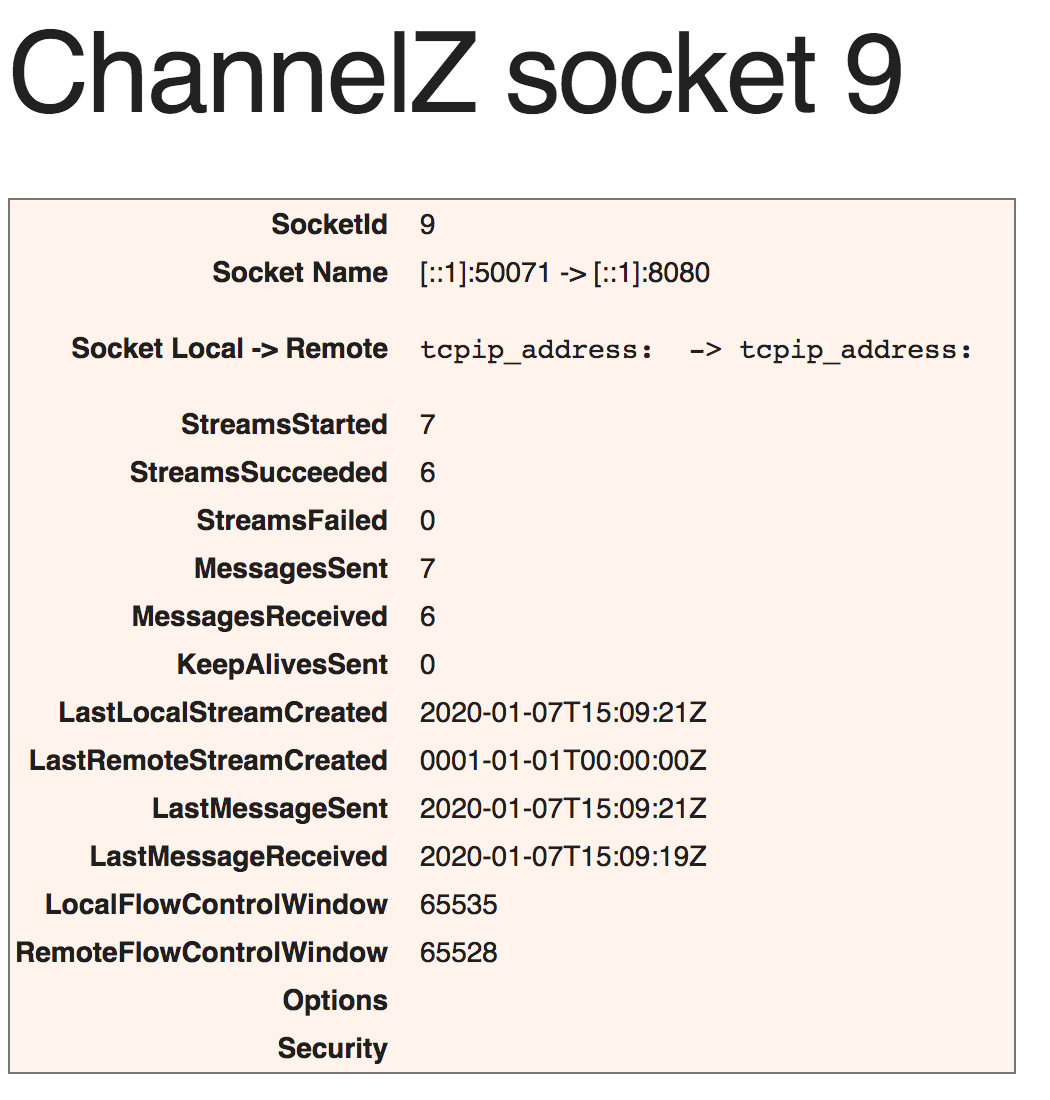 ChannelZ socket 9
SocketId 9
Socket Name [::1]:50071 -> [::1]:8080
Socket Local -> Remote tcpip_address:  -> tcpip_address:
StreamsStarted 7
StreamsSucceeded 6
StreamsFailed 0
MessagesSent 7
MessagesReceived 6
KeepAlivesSent 0
LastLocalStreamCreated 2020-01-07T15:09:21Z
LastRemoteStreamCreated 0001-01-01T00:00:00Z
LastMessageSent 2020-01-07T15:09:21Z
LastMessageReceived 2020-01-07T15:09:19Z
LocalFlowControlWindow 65535
RemoteFlowControlWindow 65528
Options
Security